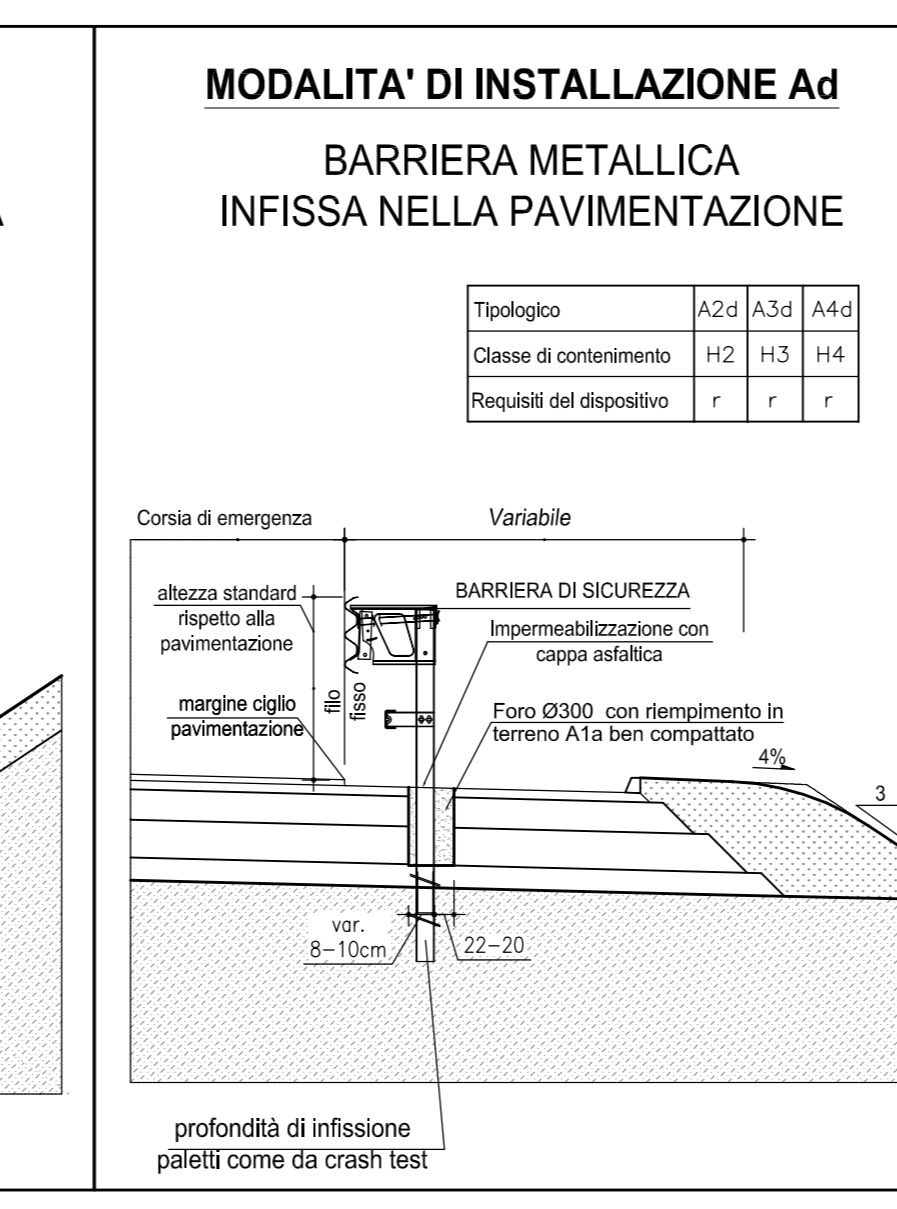 A
MODALITA' DI INSTALLAZIONE Ad
BARRIERA METALLICA
INFISSA NELLA PAVIMENTAZIONE
Tipologico A2d A3d A4d
Classe di contenimento H2 H3 H4
Requisiti del dispositivo r r r
Corsia di emergenza
Variabile
altezza standard
rispetto alla
pavimentazione
BARRIERA DI SICUREZZA
Impermeabilizzazione con
cappa asfaltica
filo
fisso
margine ciglio
pavimentazione
Foro Ø300 con riempimento in
terreno A1a ben compattato
4%
3
var.
8-10cm
22-20
profondità di infissione
paletti come da crash test